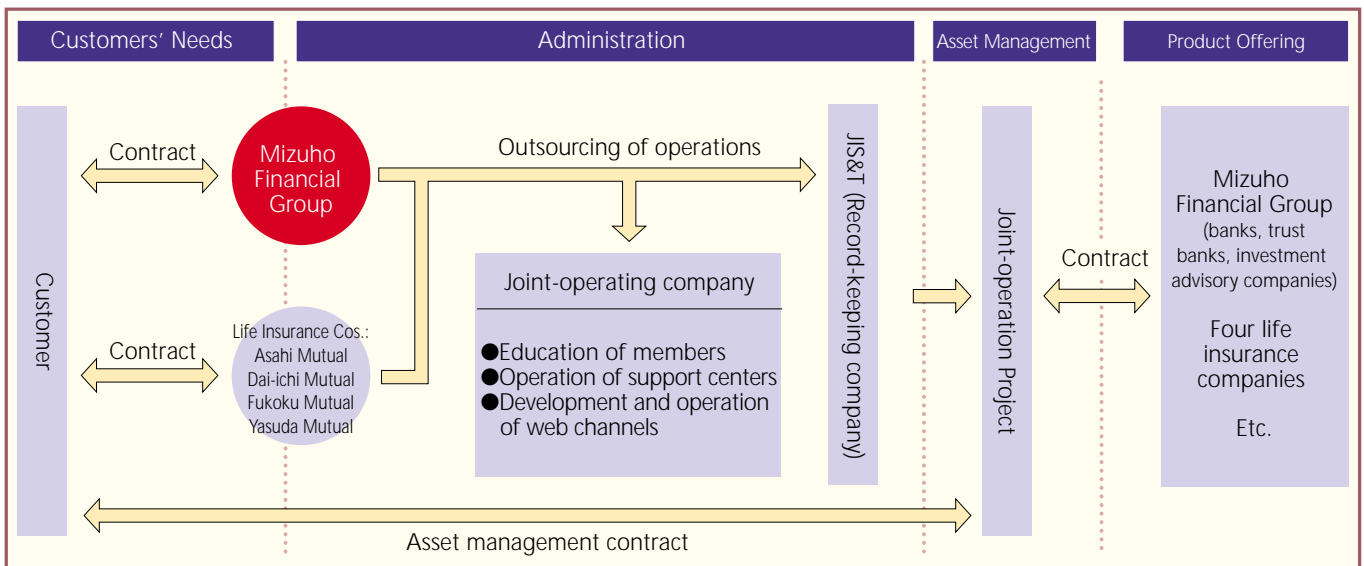 Customers' Needs
Administration
Asset Management
Product Offering
Customer
Contract
Mizuho
Financial
Group
Contract
Life Insurance Cos.:
Asahi Mutual
Dai-ichi Mutual
Fukoku Mutual
Yasuda Mutual
Outsourcing of operations
Joint-operating company
●Education of members
●Operation of support centers
●Development and operation
of web channels
JIS&T (Record-keeping company)
Joint-operation Project
Contract
Mizuho
Financial Group
(banks, trust
banks, investment
advisory companies)
Four life
insurance
companies
Etc.
Asset management contract